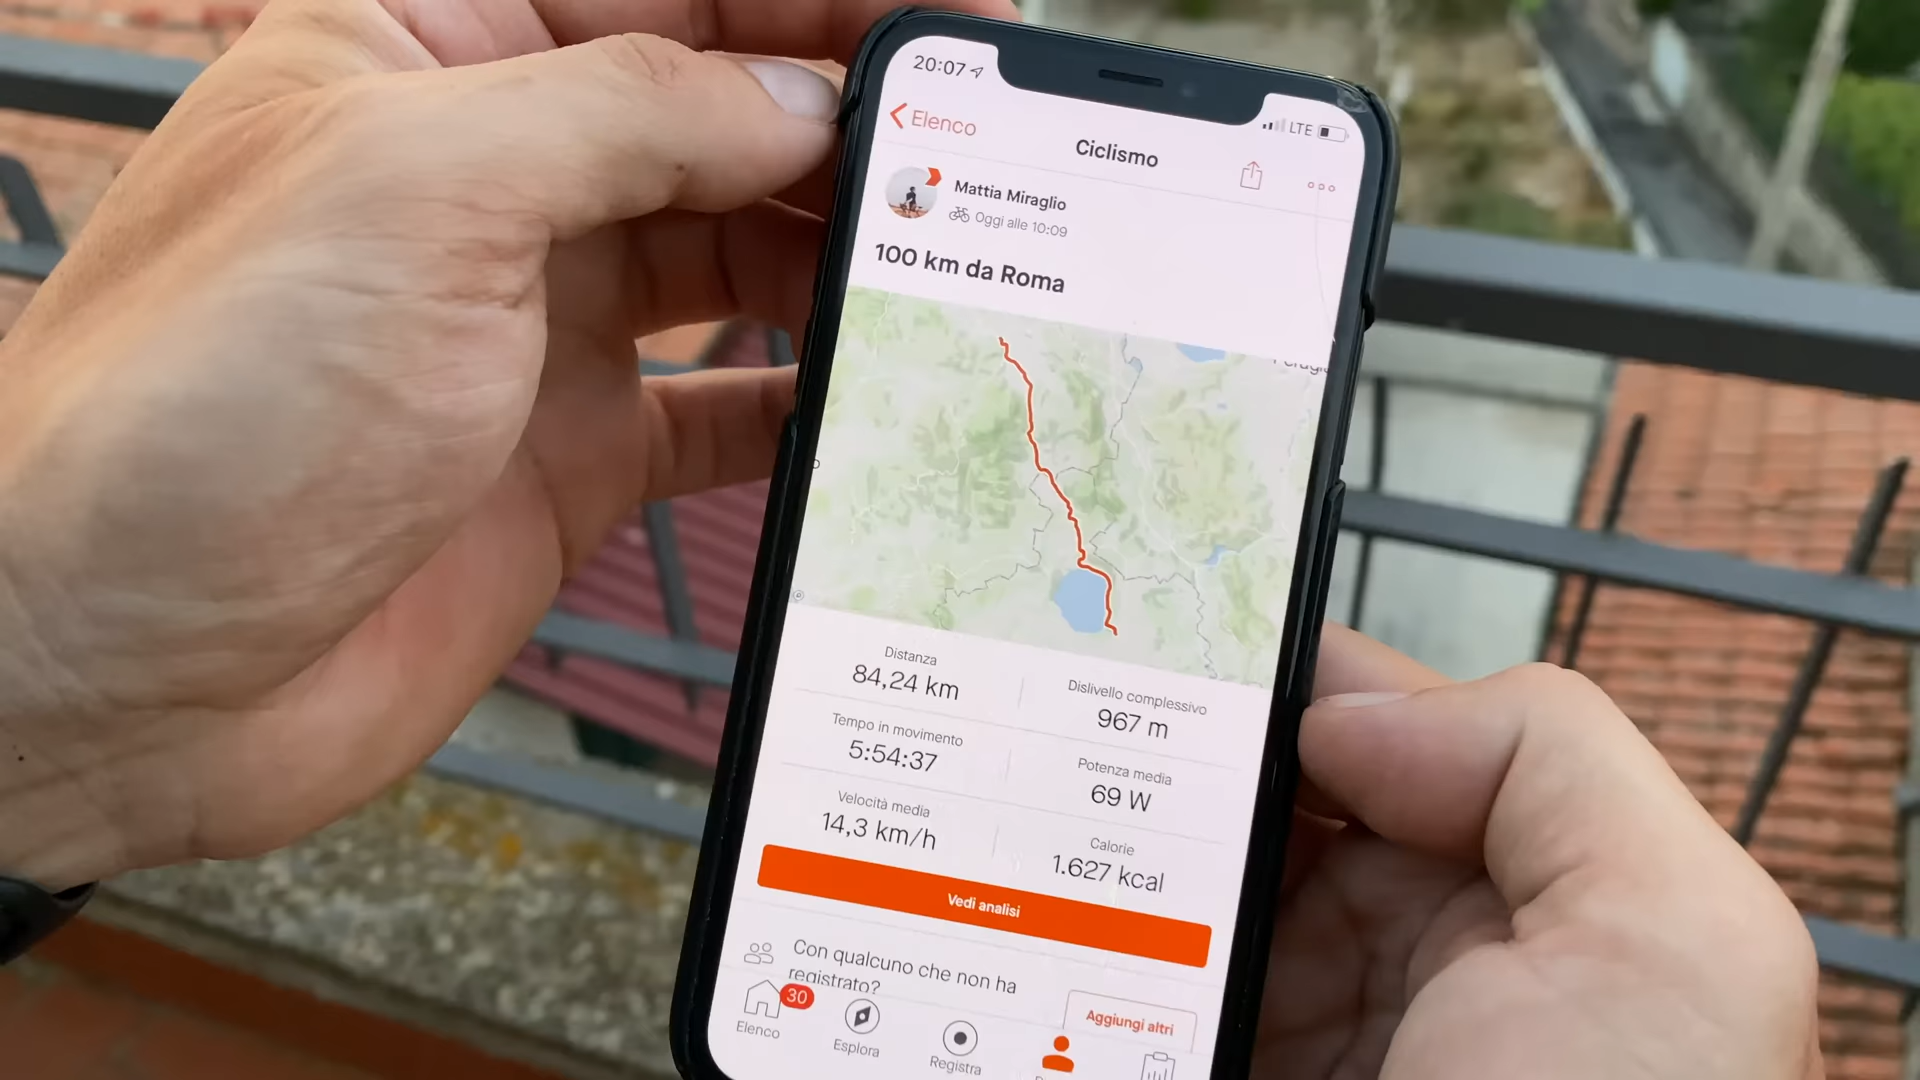 20:07
LTE
Elenco
Ciclismo
Mattia Miraglio
Oggi alle 10:09
100 km da Roma
Distanza
84,24 km
Dislivello complessivo
967 m
Tempo in movimento
5:54:37
Potenza media
69 W
Velocità media
14,3 km/h
Calorie
1.627 kcal
Vedi analisi
Con qualcuno che non ha
registrato?
Aggiungi altri
30
Elenco
Esplora
Registra